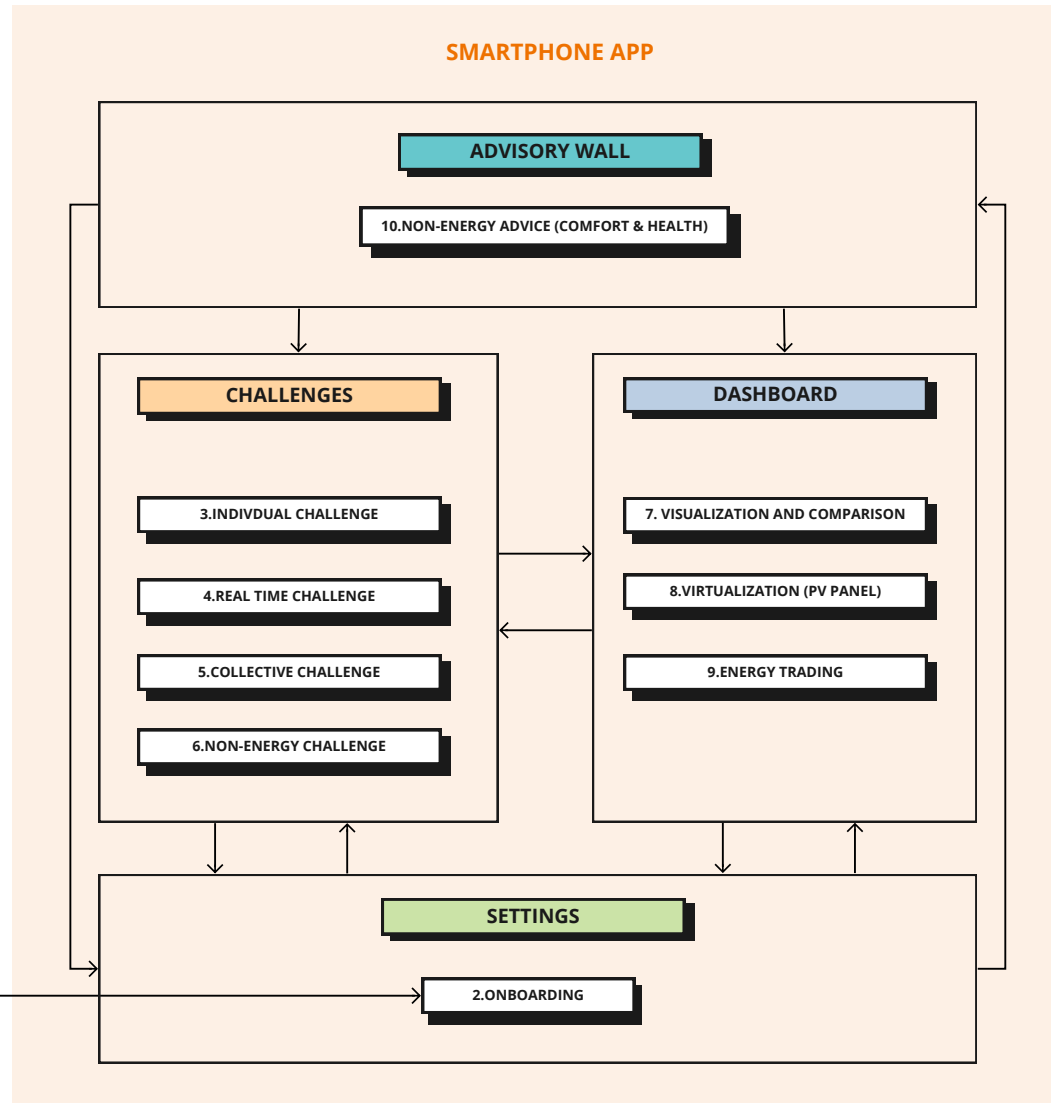 SMARTPHONE APP
ADVISORY WALL
10.NON-ENERGY ADVICE (COMFORT & HEALTH)
CHALLENGES
3.INDIVDUAL CHALLENGE
4.REAL TIME CHALLENGE
5.COLLECTIVE CHALLENGE
6.NON-ENERGY CHALLENGE
DASHBOARD
7. VISUALIZATION AND COMPARISON
8.VIRTUALIZATION (PV PANEL)
9.ENERGY TRADING
SETTINGS
2.ONBOARDING